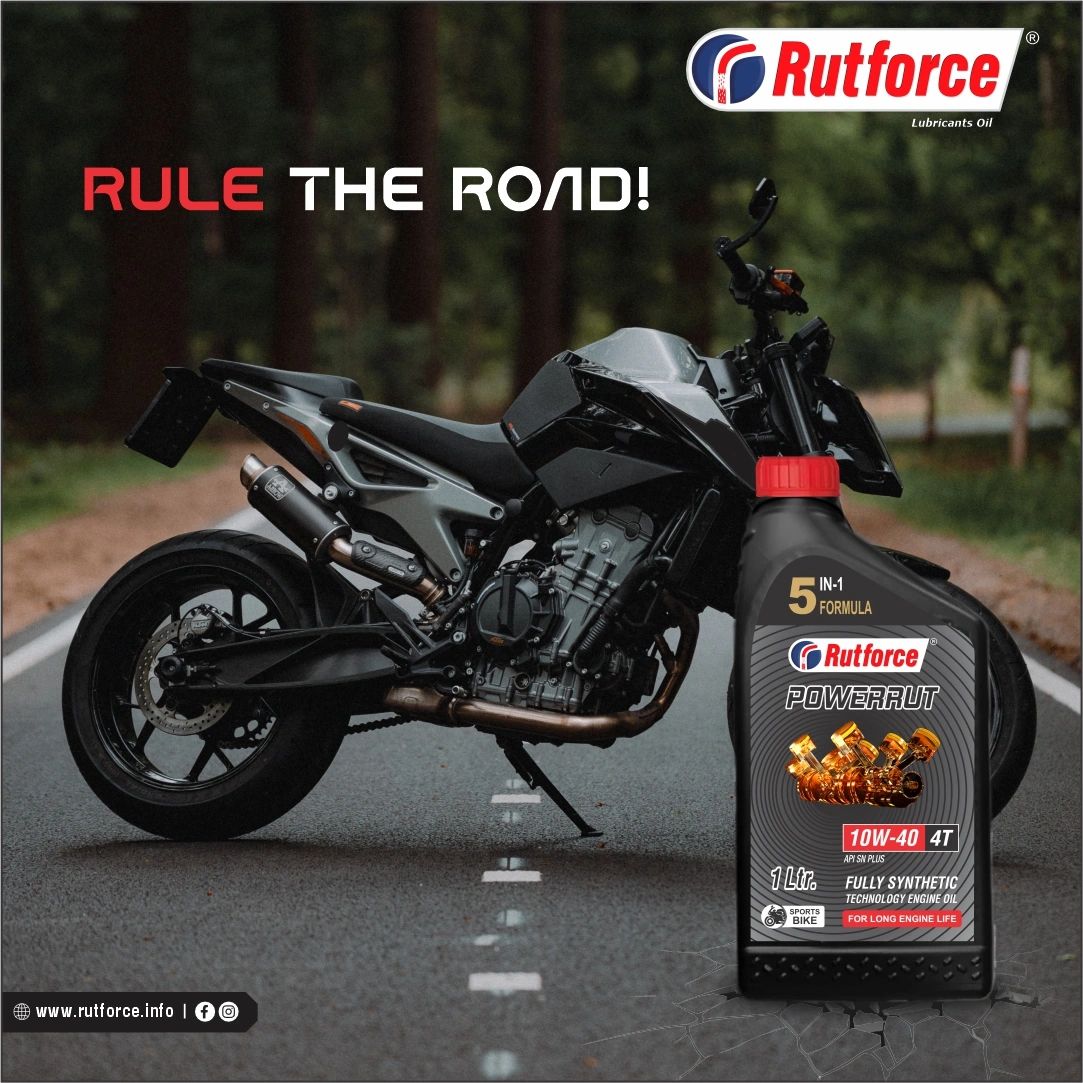 Rutforce ®
Lubricants Oil
RULE THE ROAD!
5 IN-1
FORMULA
Rutforce ®
POWERRUT
10W-40 4T
API SN PLUS
1 Ltr.
FULLY SYNTHETIC
TECHNOLOGY ENGINE OIL
SPORTS
BIKE
FOR LONG ENGINE LIFE
www.rutforce.info |